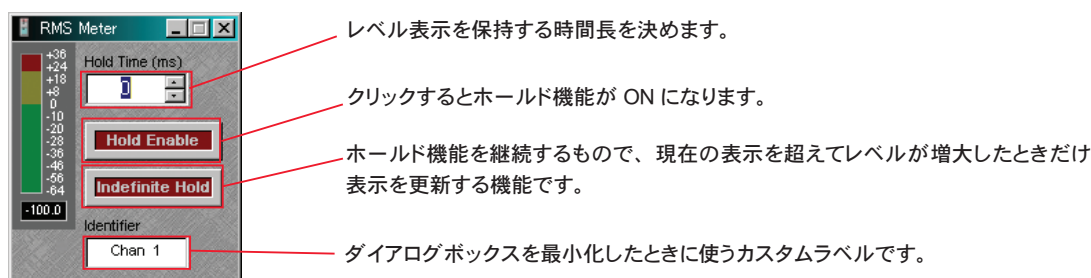 RMS Meter
+36
+24
+18
+8
0
-10
-20
-28
-36
-46
-56
-64
-100.0
Hold Time (ms)
0
Hold Enable
Indefinite Hold
Identifier
Chan 1
レベル表示を保持する時間長を決めます。
クリックするとホールド機能が ON になります。
ホールド機能を継続するもので、現在の表示を超えてレベルが増大したときだけ
表示を更新する機能です。
ダイアログボックスを最小化したときに使うカスタムラベルです。